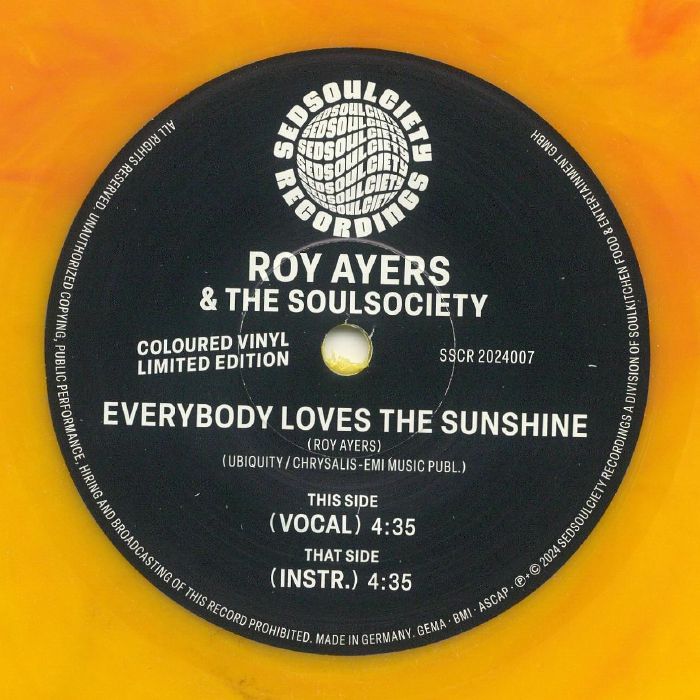 SEDSOULCIETY
SEDSOULCIETY
SEDSOULCIETY
SEDSOULCIETY
SEDSOULCIETY
SEDSOULCIETY
RECORDINGS
ROY AYERS
& THE SOULSOCIETY
COLOURED VINYL
LIMITED EDITION
SSCR 2024007
EVERYBODY LOVES THE SUNSHINE
(ROY AYERS)
(UBIQUITY / CHRYSALIS-EMI MUSIC PUBL.)
THIS SIDE
(VOCAL) 4:35
THAT SIDE
(INSTR.) 4:35
ALL RIGHTS RESERVED. UNAUTHORIZED COPYING, PUBLIC PERFORMANCE, HIRING AND BROADCASTING OF THIS RECORD PROHIBITED. MADE IN GERMANY. GEMA · BMI · ASCAP · ℗+© 2024 SEDSOULCIETY RECORDINGS A DIVISION OF SOULKITCHEN FOOD & ENTERTAINMENT GMBH